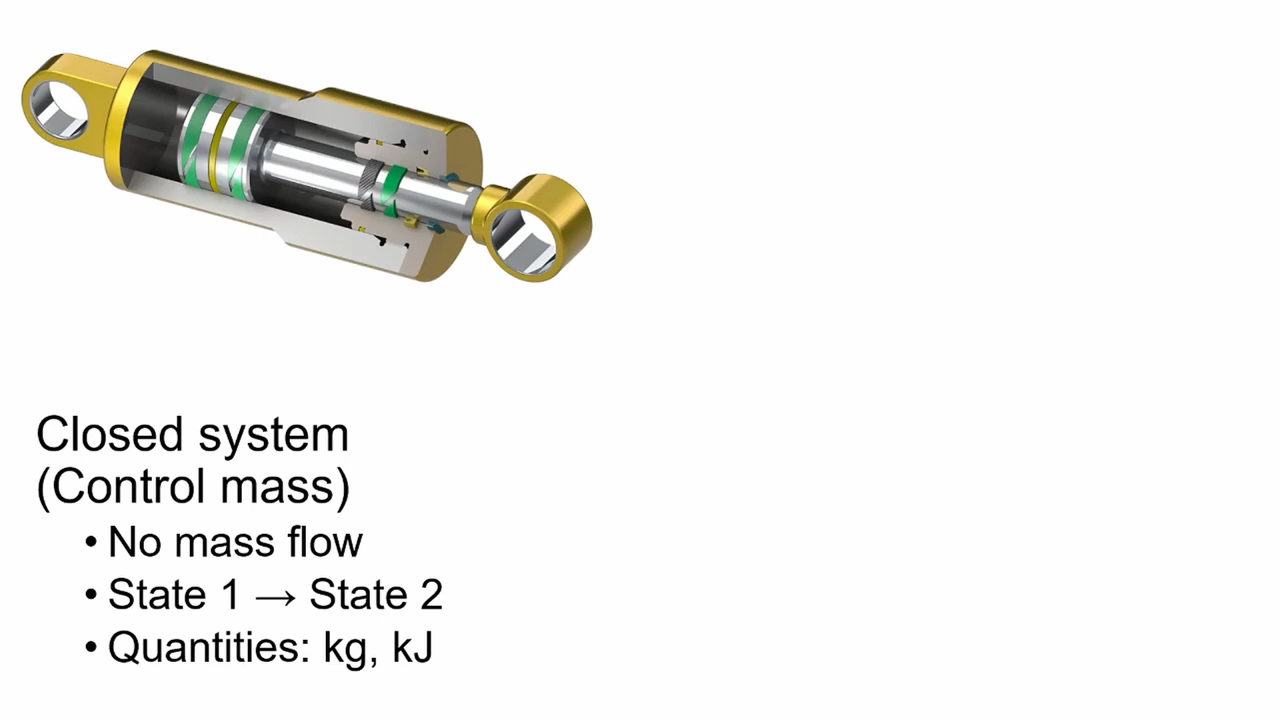 Closed system
(Control mass)
• No mass flow
• State 1 → State 2
• Quantities: kg, kJ